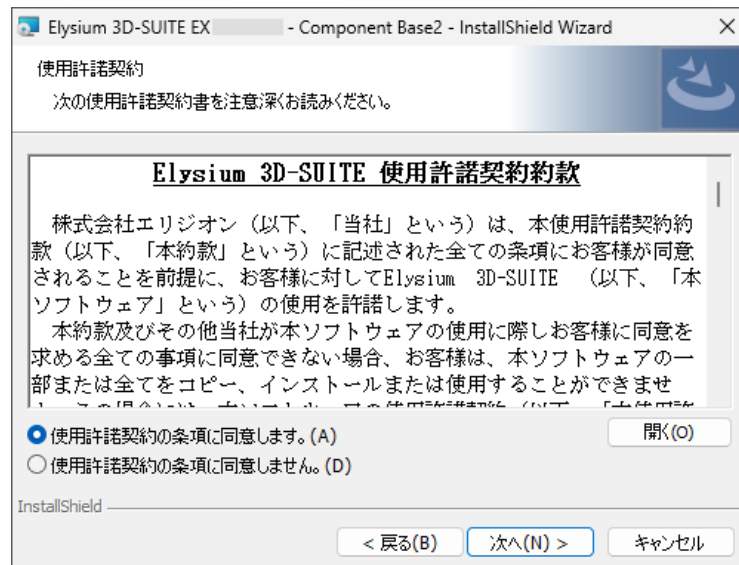 Elysium 3D-SUITE EX - Component Base2 - InstallShield Wizard
使用許諾契約
次の使用許諾契約書を注意深くお読みください。
Elysium 3D-SUITE 使用許諾契約約款
株式会社エリジオン（以下、「当社」という）は、本使用許諾契約約
款（以下、「本約款」という）に記述された全ての条項にお客様が同意
されることを前提に、お客様に対してElysium 3D-SUITE （以下、「本
ソフトウェア」という）の使用を許諾します。
本約款及びその他当社が本ソフトウェアの使用に際しお客様に同意を
求める全ての事項に同意できない場合、お客様は、本ソフトウェアの一
部または全てをコピー、インストールまたは使用することができませ
使用許諾契約の条項に同意します。(A)
開く(O)
使用許諾契約の条項に同意しません。(D)
InstallShield
< 戻る(B)
次へ(N) >
キャンセル